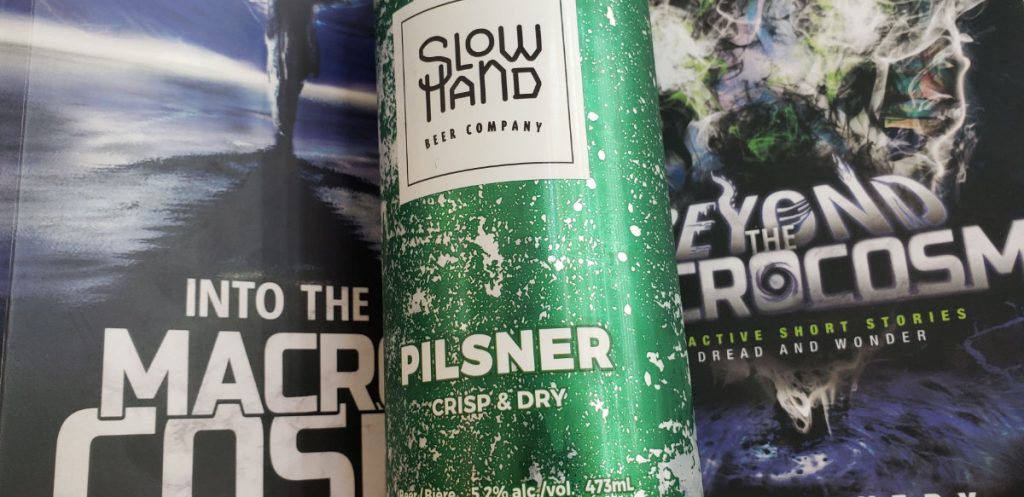 INTO THE
MACR
COS
SLOW
HAND
BEER COMPANY
PILSNER
CRISP & DRY
Beer/Bière 5.2% alc./vol. 473mL
BEYOND
THE
CROCOSM
ACTIVE SHORT STORIES
DREAD AND WONDER